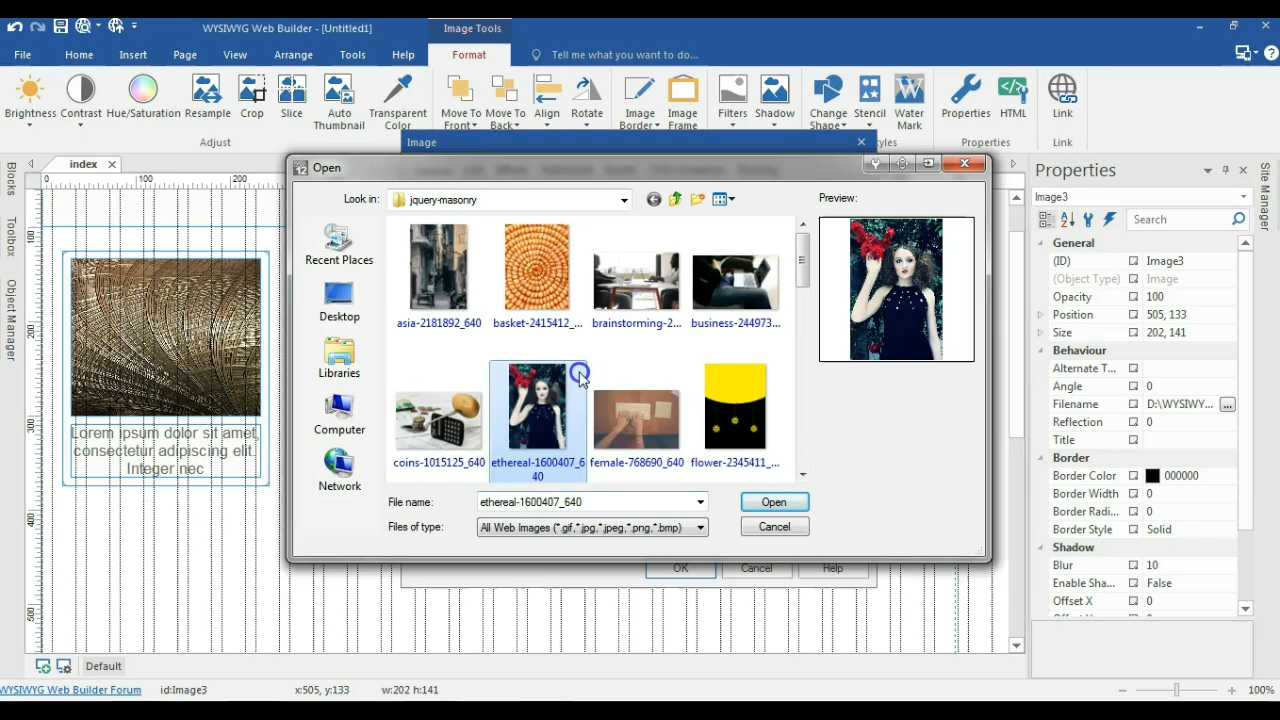 WYSIWYG Web Builder - [Untitled1]
Image Tools
File Home Insert Page View Arrange Tools Help Format Tell me what you want to do...
Brightness Contrast Hue/Saturation Resample Crop Slice Auto Thumbnail Transparent Color Move To Front Move To Back Align Rotate Image Border Image Frame Filters Shadow Change Shape Stencil Water Mark Properties HTML Link
Adjust Properties Link
Image
index
0 100 200
Blocks
Toolbox
Object Manager
100
200
300
400
500
Lorem ipsum dolor sit amet,
consectetur adipiscing elit.
Integer nec
12 Open
Look in: jquery-masonry
Preview:
Recent Places
Desktop
Libraries
Computer
Network
asia-2181892_640 basket-2415412_... brainstorming-2... business-244973...
coins-1015125_640 ethereal-1600407_6 female-768690_640 flower-2345411_...
40
File name: ethereal-1600407_640 Open
Files of type: All Web Images (*.gif,*.jpg,*.jpeg,*.png,*.bmp) Cancel
OK Cancel Help
Properties
Image3
Search
General
(ID) Image3
(Object Type) Image
Opacity 100
Position 505, 133
Size 202, 141
Behaviour
Alternate T...
Angle 0
Filename D:\WYSIWY... ...
Reflection 0
Title
Border
Border Color 000000
Border Width 0
Border Radi... 0
Border Style Solid
Shadow
Blur 10
Enable Sha... False
Offset X 0
Site Manager
Default
WYSIWYG Web Builder Forum id:Image3 x:505, y:133 w:202 h:141 100%